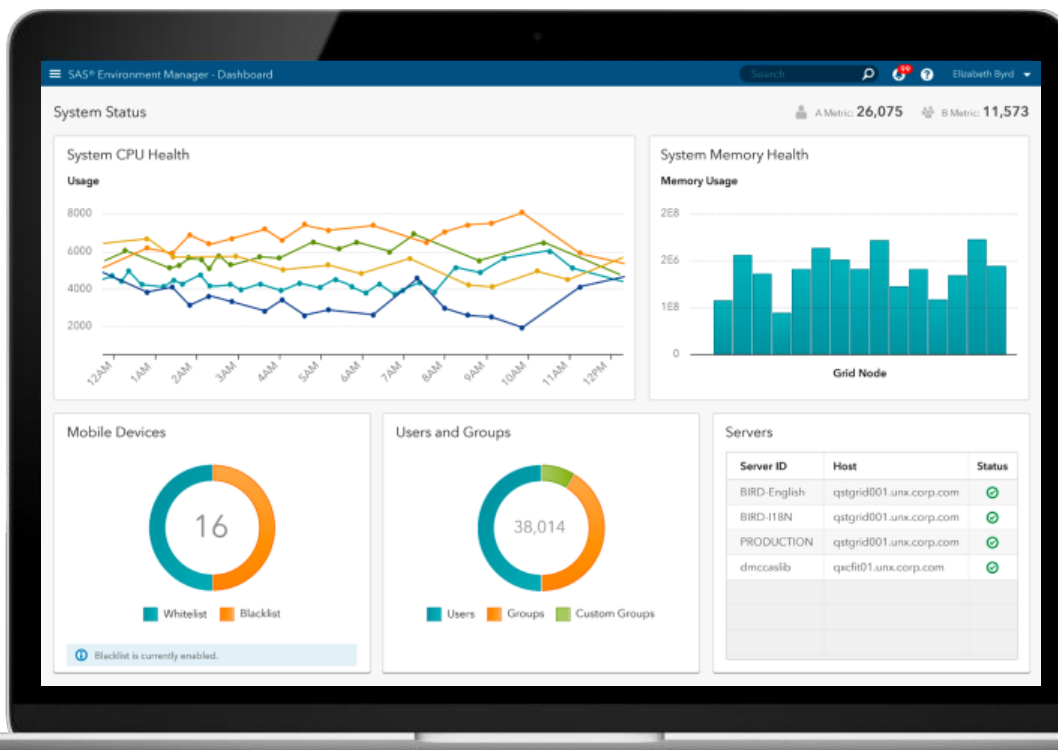 SAS® Environment Manager - Dashboard
Search
99
Elizabeth Byrd
System Status
A Metric: 26,075
B Metric: 11,573
System CPU Health
Usage
8000
6000
4000
2000
12AM 1AM 2AM 3AM 4AM 5AM 6AM 7AM 8AM 9AM 10AM 11AM 12PM
System Memory Health
Memory Usage
2E8
2E6
1E8
0
Grid Node
Mobile Devices
16
Whitelist Blacklist
Blacklist is currently enabled.
Users and Groups
38,014
Users Groups Custom Groups
Servers
Server ID Host Status
BIRD-English qstgrid001.unx.corp.com
BIRD-I18N qstgrid001.unx.corp.com
PRODUCTION qstgrid001.unx.corp.com
dmccaslib qxcfit01.unx.corp.com